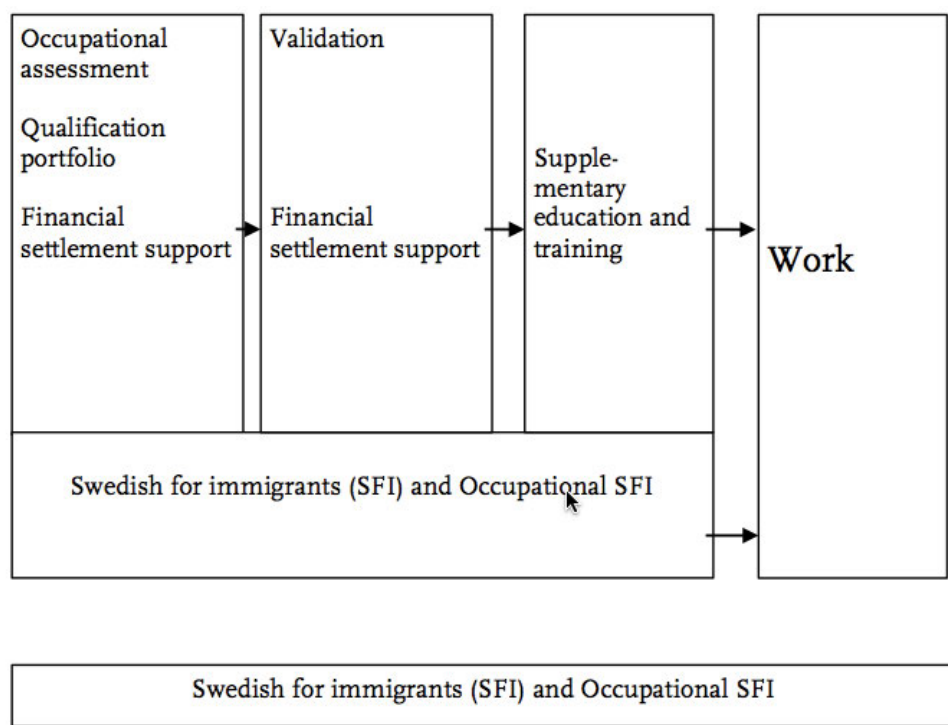 Occupational
assessment
Qualification
portfolio
Financial
settlement support
Validation
Financial
settlement support
Supple-
mentary
education and
training
Work
Swedish for immigrants (SFI) and Occupational SFI
Swedish for immigrants (SFI) and Occupational SFI